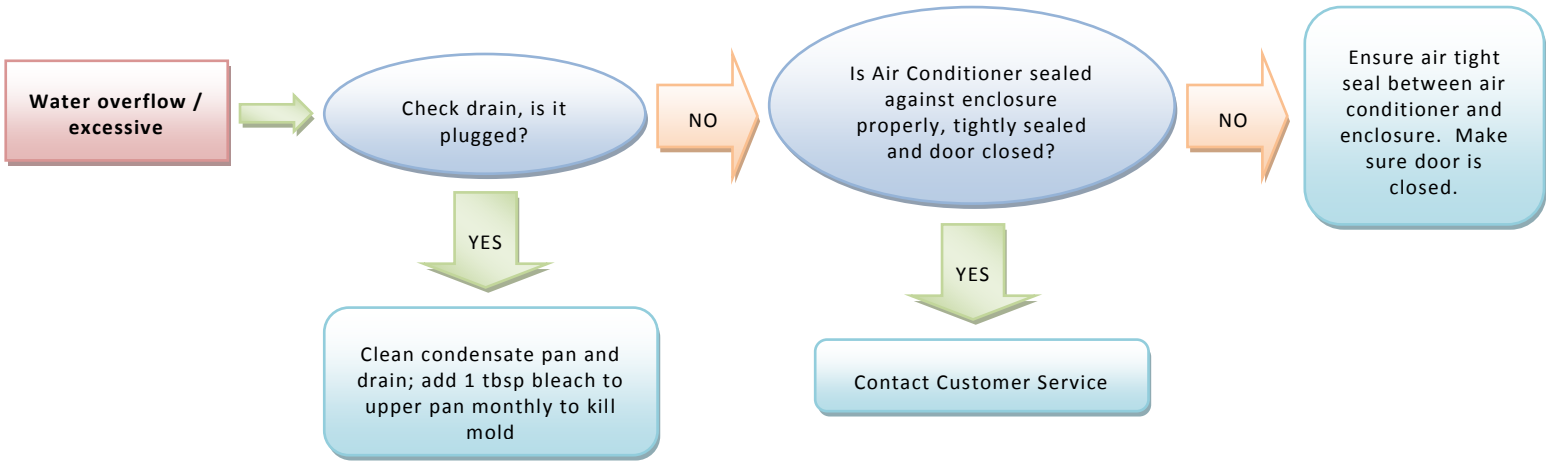 Water overflow /
excessive
Check drain, is it
plugged?
NO
Is Air Conditioner sealed
against enclosure
properly, tightly sealed
and door closed?
NO
Ensure air tight
seal between air
conditioner and
enclosure.  Make
sure door is
closed.
YES
Clean condensate pan and
drain; add 1 tbsp bleach to
upper pan monthly to kill
mold
YES
Contact Customer Service